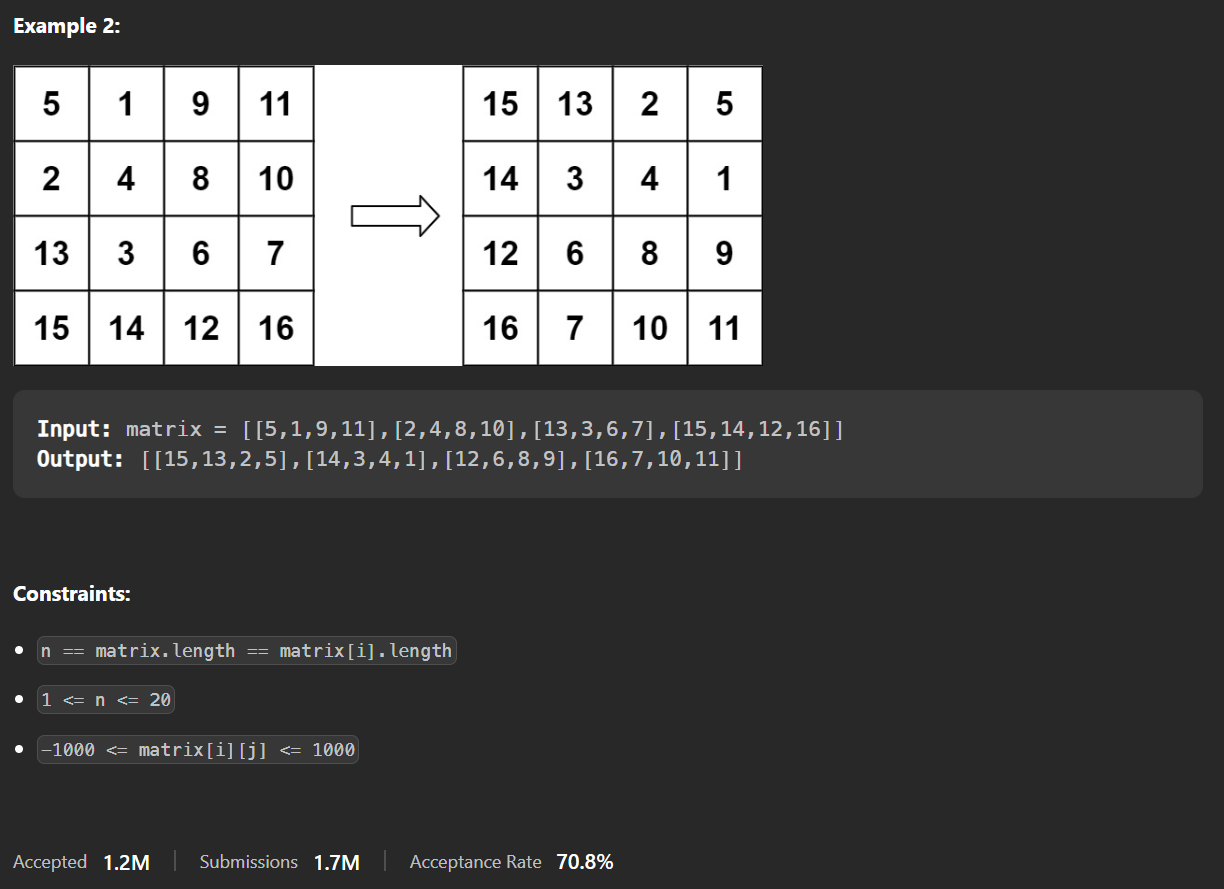 Example 2:
5 1 9 11 15 13 2 5
2 4 8 10 14 3 4 1
13 3 6 7 12 6 8 9
15 14 12 16 16 7 10 11
Input: matrix = [[5,1,9,11],[2,4,8,10],[13,3,6,7],[15,14,12,16]]
Output: [[15,13,2,5],[14,3,4,1],[12,6,8,9],[16,7,10,11]]
Constraints:
n == matrix.length == matrix[i].length
1 <= n <= 20
-1000 <= matrix[i][j] <= 1000
Accepted 1.2M Submissions 1.7M Acceptance Rate 70.8%